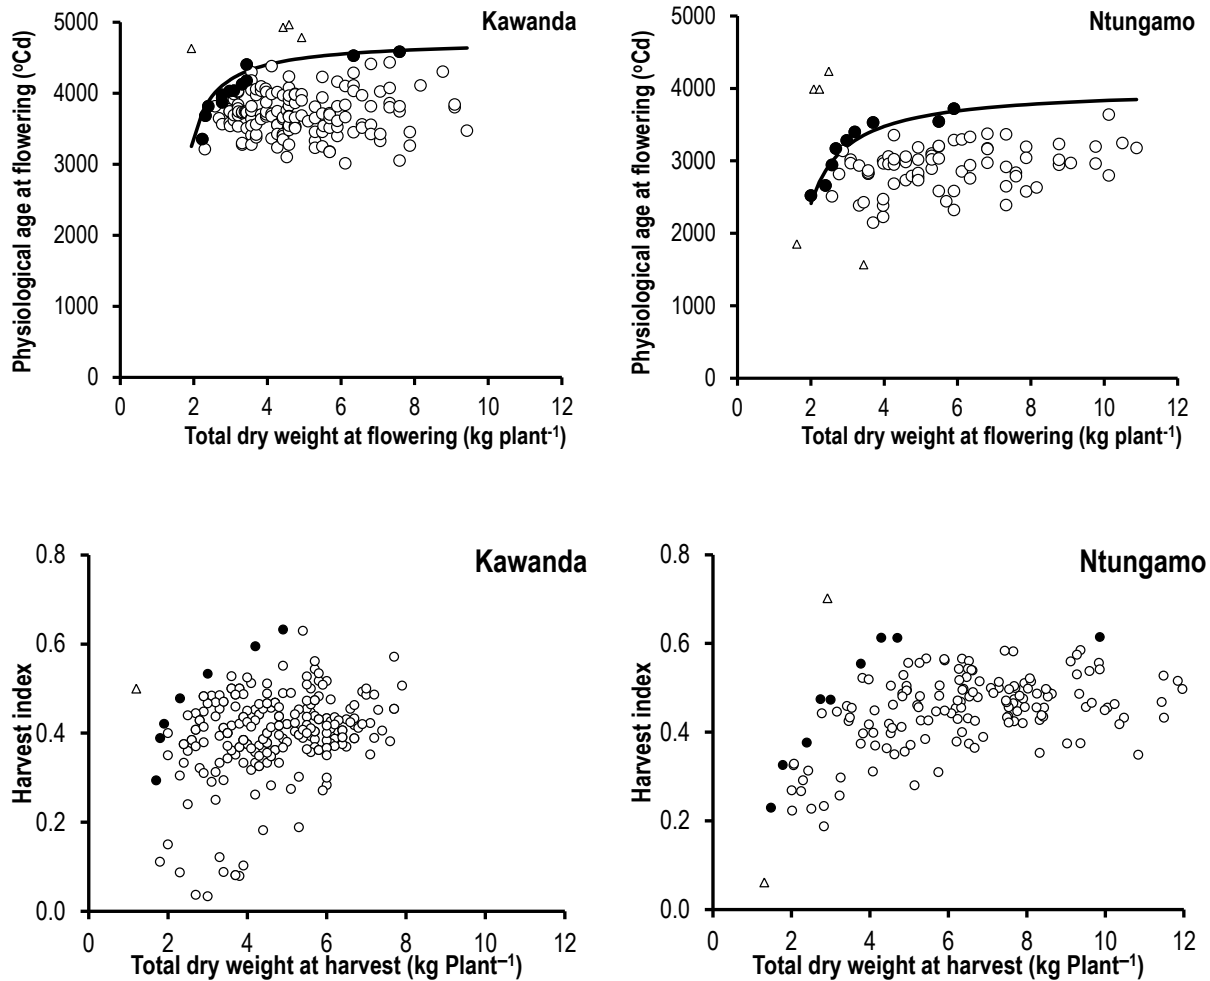 Kawanda
Physiological age at flowering (ºCd)
5000
4000
3000
2000
1000
0
0 2 4 6 8 10 12
Total dry weight at flowering (kg plant-1)
Ntungamo
Physiological age at flowering (ºCd)
5000
4000
3000
2000
1000
0
0 2 4 6 8 10 12
Total dry weight at flowering (kg plant-1)
Kawanda
Harvest index
0.8
0.6
0.4
0.2
0.0
0 2 4 6 8 10 12
Total dry weight at harvest (kg Plant–1)
Ntungamo
Harvest index
0.8
0.6
0.4
0.2
0.0
0 2 4 6 8 10 12
Total dry weight at harvest (kg Plant–1)